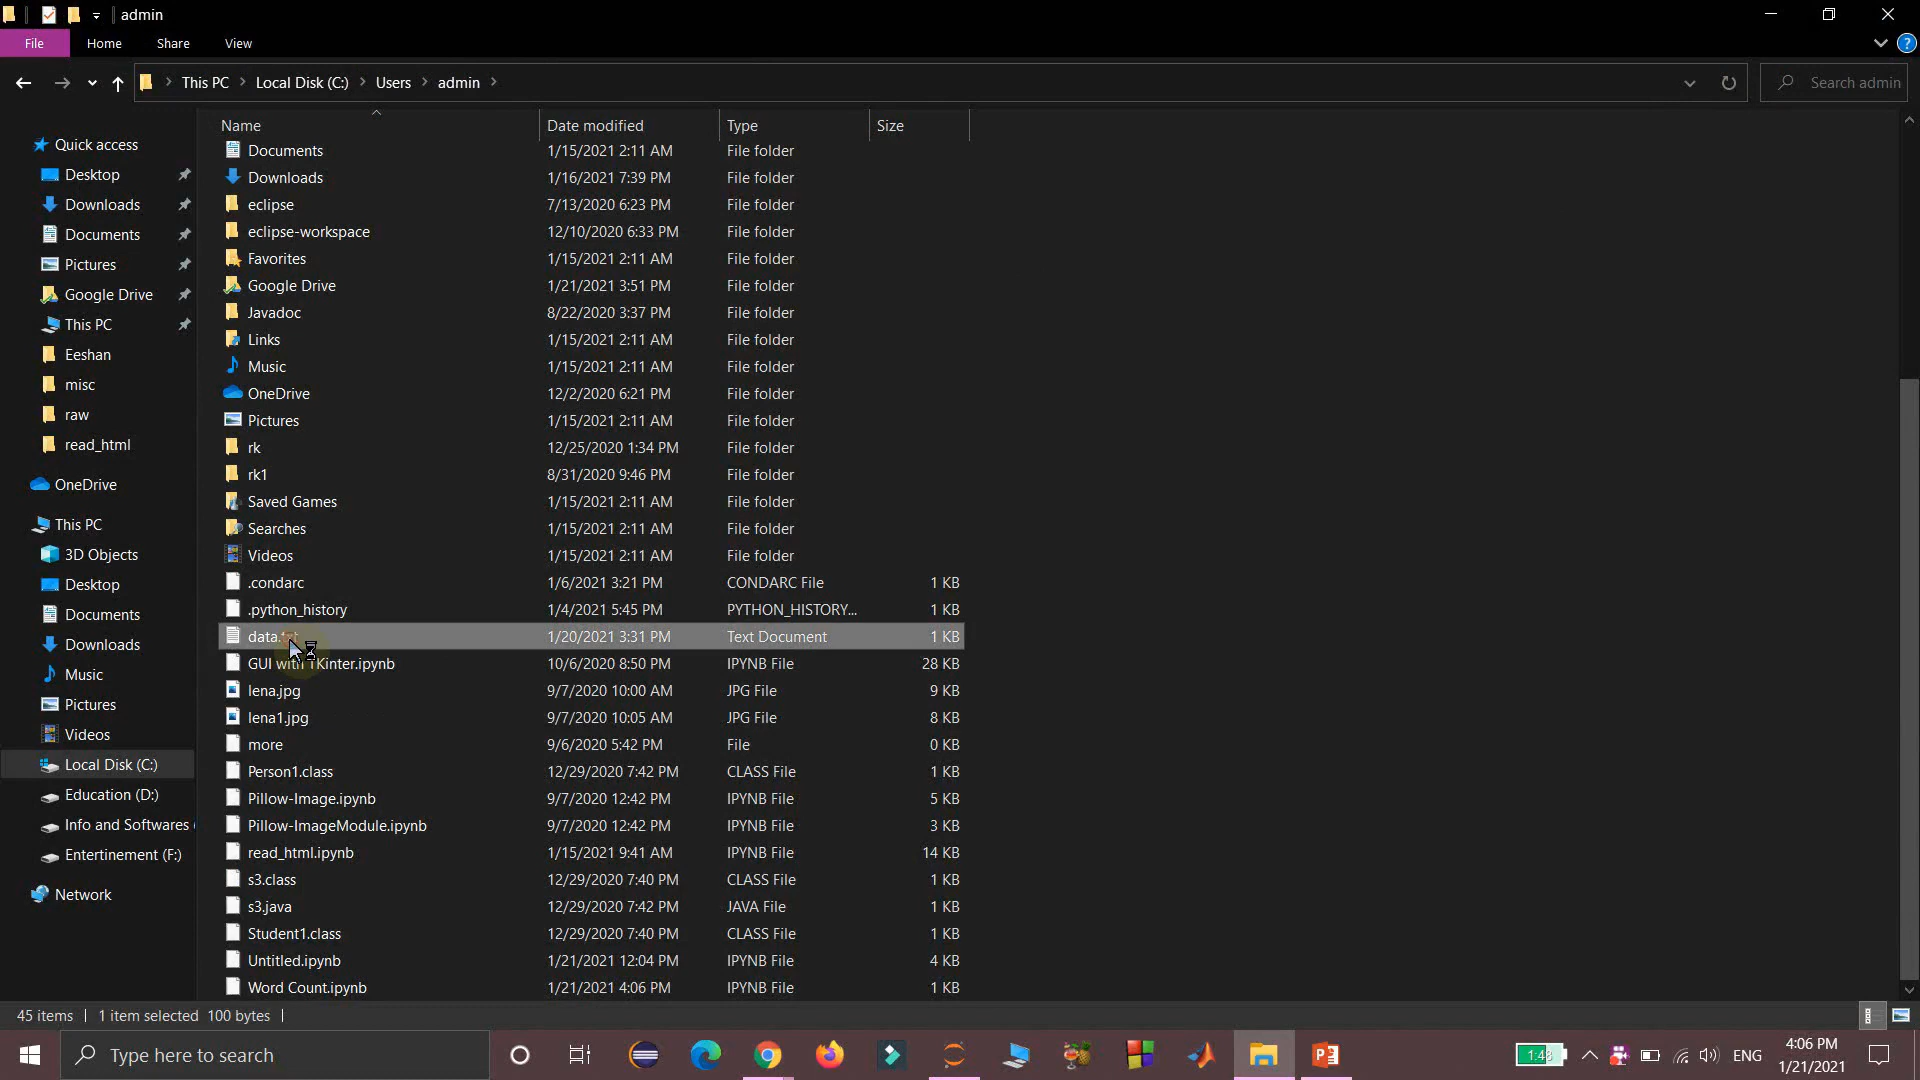 admin
File Home Share View
This PC Local Disk (C:) Users admin
Search admin
Name Date modified Type Size
Quick access
Desktop
Downloads
Documents
Pictures
Google Drive
This PC
Eeshan
misc
raw
read_html
OneDrive
This PC
3D Objects
Desktop
Documents
Downloads
Music
Pictures
Videos
Local Disk (C:)
Education (D:)
Info and Softwares
Entertinement (F:)
Network
Documents 1/15/2021 2:11 AM File folder
Downloads 1/16/2021 7:39 PM File folder
eclipse 7/13/2020 6:23 PM File folder
eclipse-workspace 12/10/2020 6:33 PM File folder
Favorites 1/15/2021 2:11 AM File folder
Google Drive 1/21/2021 3:51 PM File folder
Javadoc 8/22/2020 3:37 PM File folder
Links 1/15/2021 2:11 AM File folder
Music 1/15/2021 2:11 AM File folder
OneDrive 12/2/2020 6:21 PM File folder
Pictures 1/15/2021 2:11 AM File folder
rk 12/25/2020 1:34 PM File folder
rk1 8/31/2020 9:46 PM File folder
Saved Games 1/15/2021 2:11 AM File folder
Searches 1/15/2021 2:11 AM File folder
Videos 1/15/2021 2:11 AM File folder
.condarc 1/6/2021 3:21 PM CONDARC File 1 KB
.python_history 1/4/2021 5:45 PM PYTHON_HISTORY... 1 KB
data.txt 1/20/2021 3:31 PM Text Document 1 KB
GUI with TKinter.ipynb 10/6/2020 8:50 PM IPYNB File 28 KB
lena.jpg 9/7/2020 10:00 AM JPG File 9 KB
lena1.jpg 9/7/2020 10:05 AM JPG File 8 KB
more 9/6/2020 5:42 PM File 0 KB
Person1.class 12/29/2020 7:42 PM CLASS File 1 KB
Pillow-Image.ipynb 9/7/2020 12:42 PM IPYNB File 5 KB
Pillow-ImageModule.ipynb 9/7/2020 12:42 PM IPYNB File 3 KB
read_html.ipynb 1/15/2021 9:41 AM IPYNB File 14 KB
s3.class 12/29/2020 7:40 PM CLASS File 1 KB
s3.java 12/29/2020 7:42 PM JAVA File 1 KB
Student1.class 12/29/2020 7:40 PM CLASS File 1 KB
Untitled.ipynb 1/21/2021 12:04 PM IPYNB File 4 KB
Word Count.ipynb 1/21/2021 4:06 PM IPYNB File 1 KB
45 items 1 item selected 100 bytes
Type here to search
1:48
ENG
4:06 PM
1/21/2021